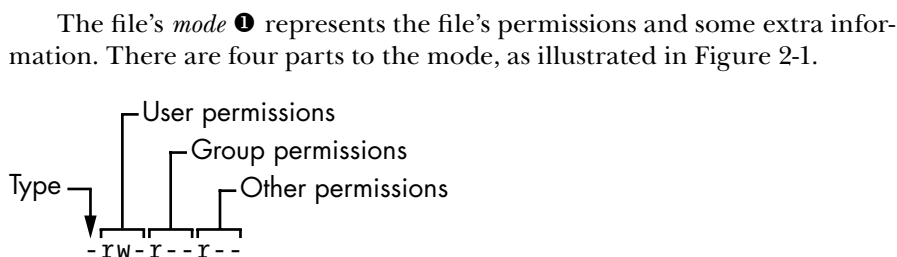 The file's mode ❶ represents the file's permissions and some extra infor-
mation. There are four parts to the mode, as illustrated in Figure 2-1.
User permissions
Group permissions
Type
Other permissions
-rw-r--r--